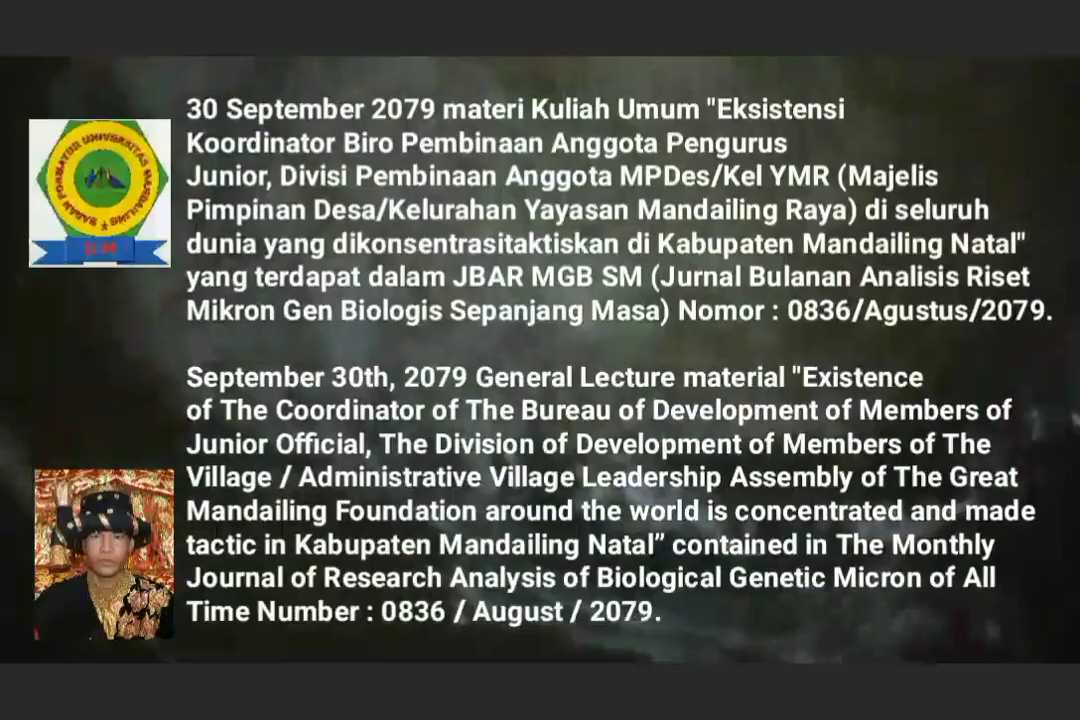 30 September 2079 materi Kuliah Umum "Eksistensi
Koordinator Biro Pembinaan Anggota Pengurus
Junior, Divisi Pembinaan Anggota MPDes/Kel YMR (Majelis
Pimpinan Desa/Kelurahan Yayasan Mandailing Raya) di seluruh
dunia yang dikonsentrasitaktiskan di Kabupaten Mandailing Natal"
yang terdapat dalam JBAR MGB SM (Jurnal Bulanan Analisis Riset
Mikron Gen Biologis Sepanjang Masa) Nomor : 0836/Agustus/2079.
BADAN FORMATUR UNIVERSITAS MANDAILING
U M
September 30th, 2079 General Lecture material "Existence
of The Coordinator of The Bureau of Development of Members of
Junior Official, The Division of Development of Members of The
Village / Administrative Village Leadership Assembly of The Great
Mandailing Foundation around the world is concentrated and made
tactic in Kabupaten Mandailing Natal” contained in The Monthly
Journal of Research Analysis of Biological Genetic Micron of All
Time Number : 0836 / August / 2079.